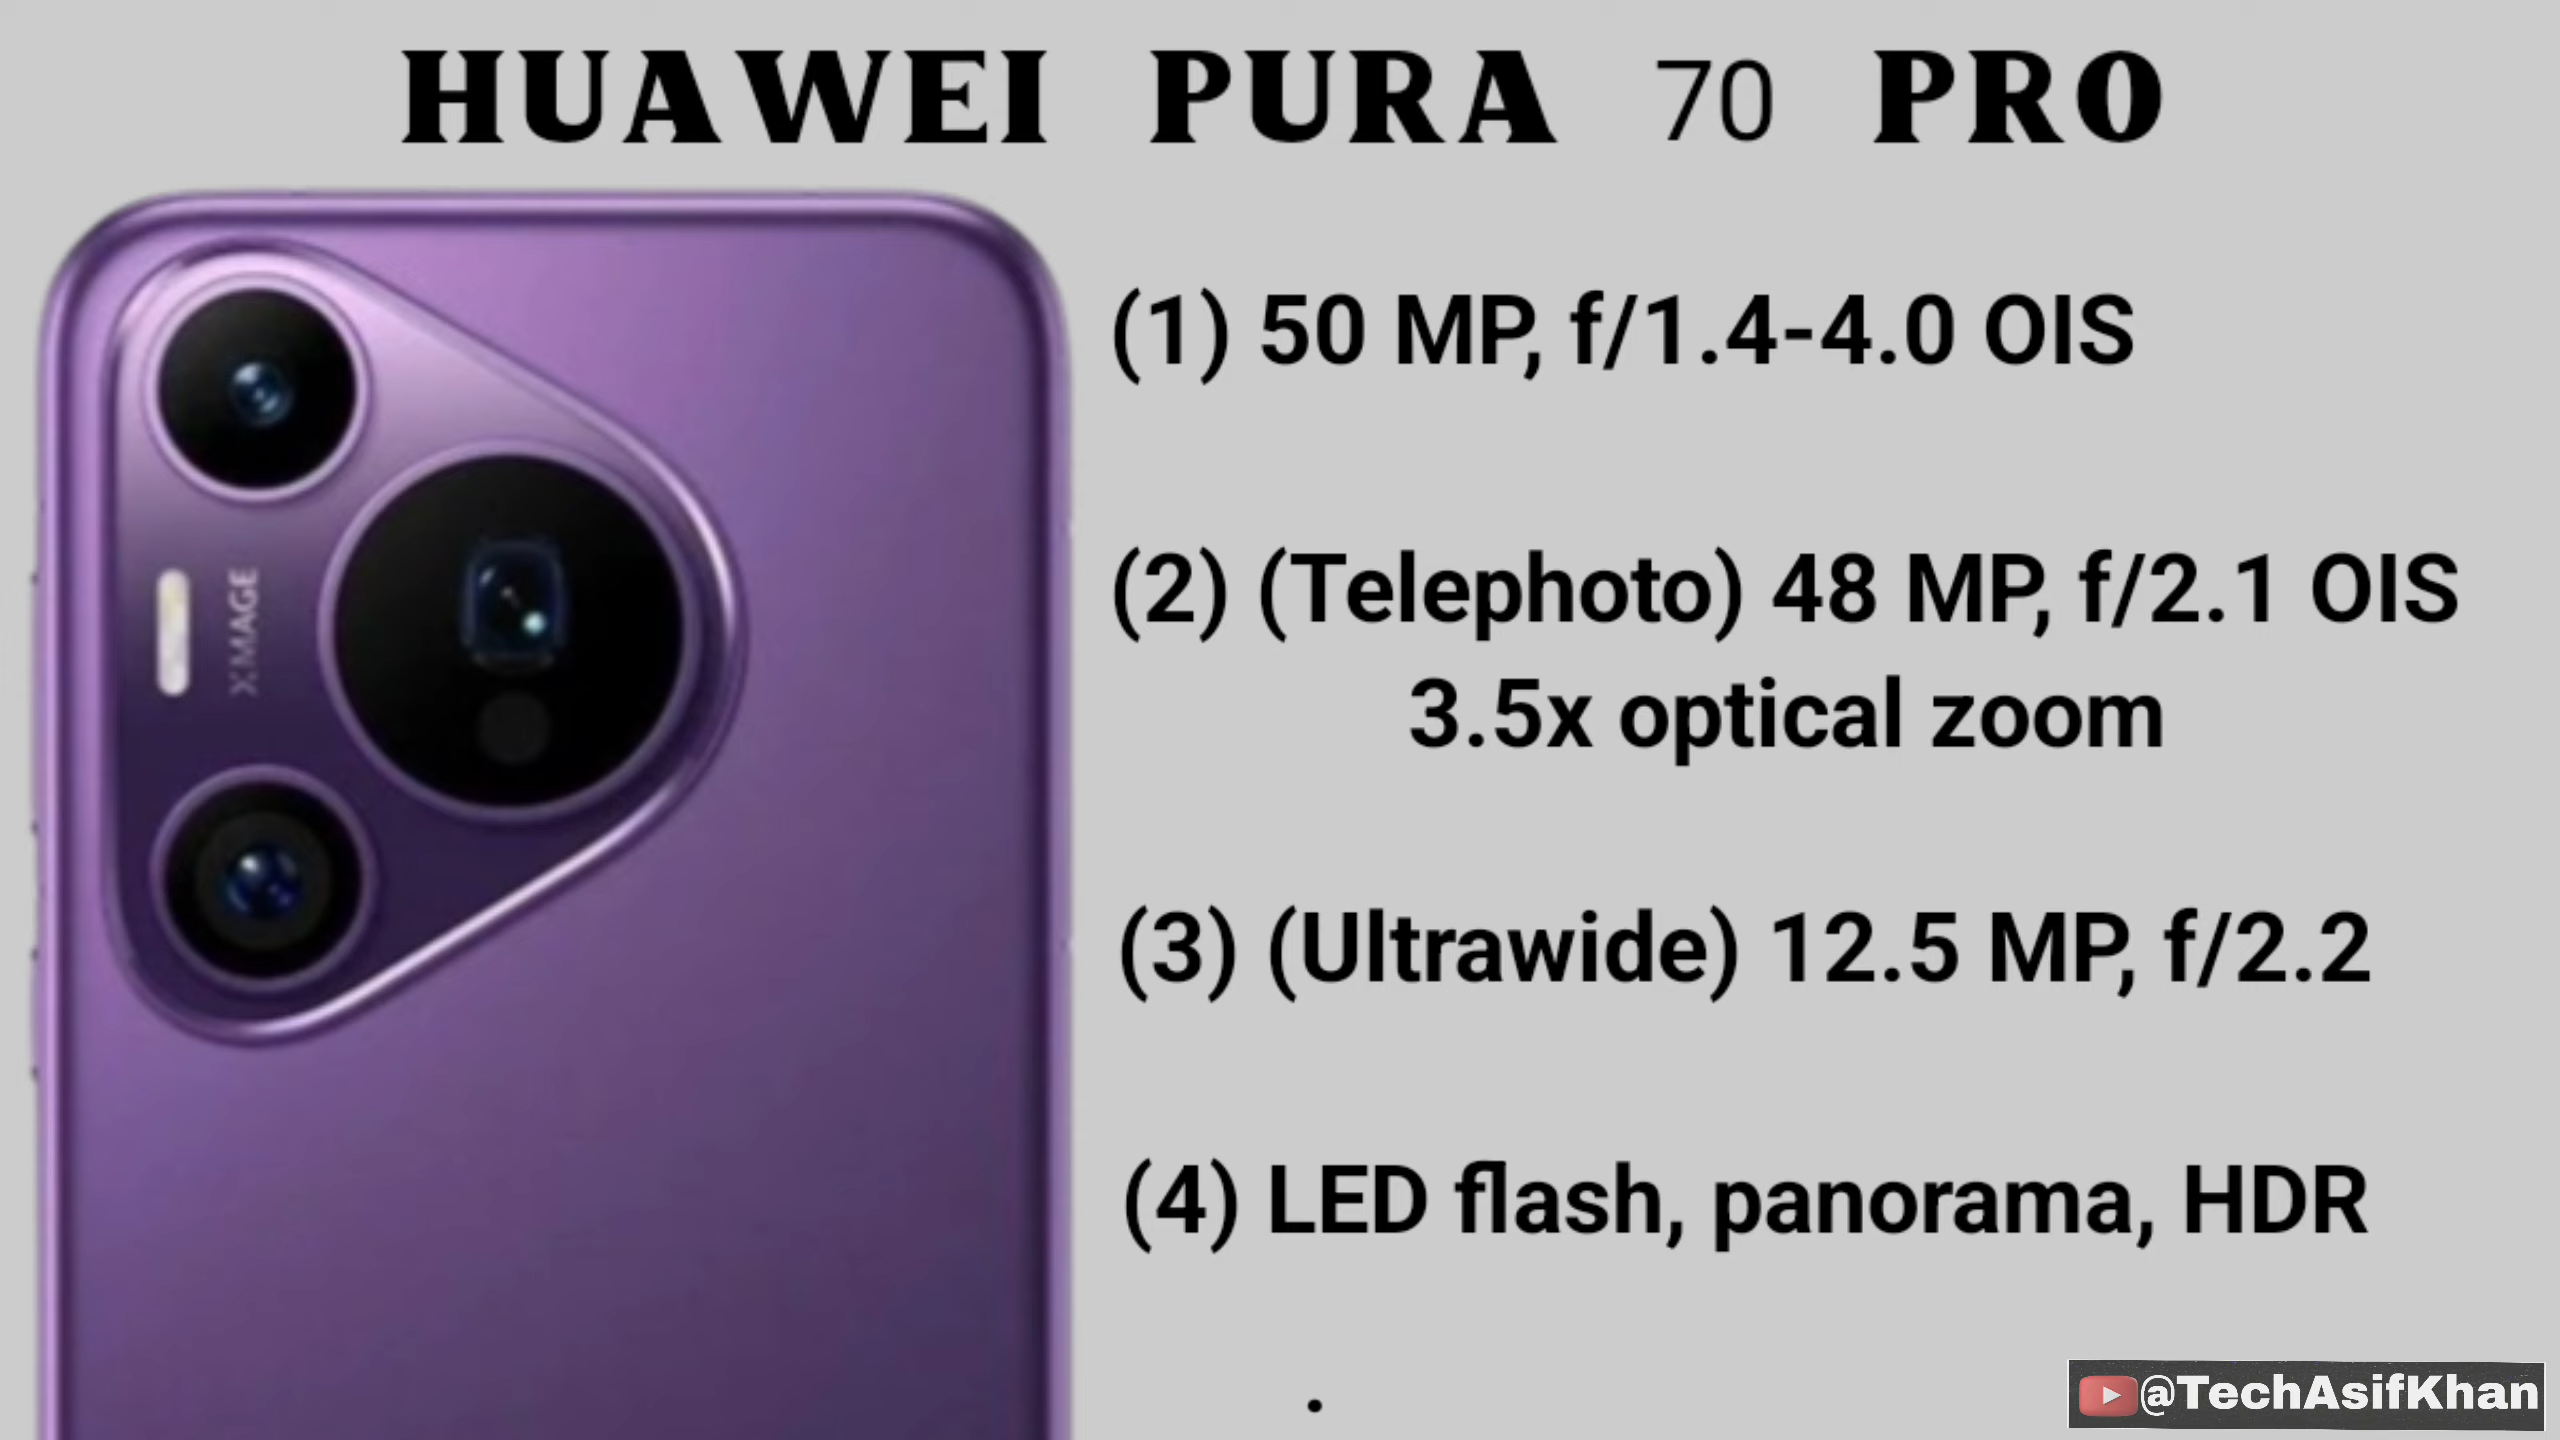 HUAWEI PURA 70 PRO
(1) 50 MP, f/1.4-4.0 OIS
(2) (Telephoto) 48 MP, f/2.1 OIS
3.5x optical zoom
(3) (Ultrawide) 12.5 MP, f/2.2
(4) LED flash, panorama, HDR
.
XMAGE
@TechAsifKhan